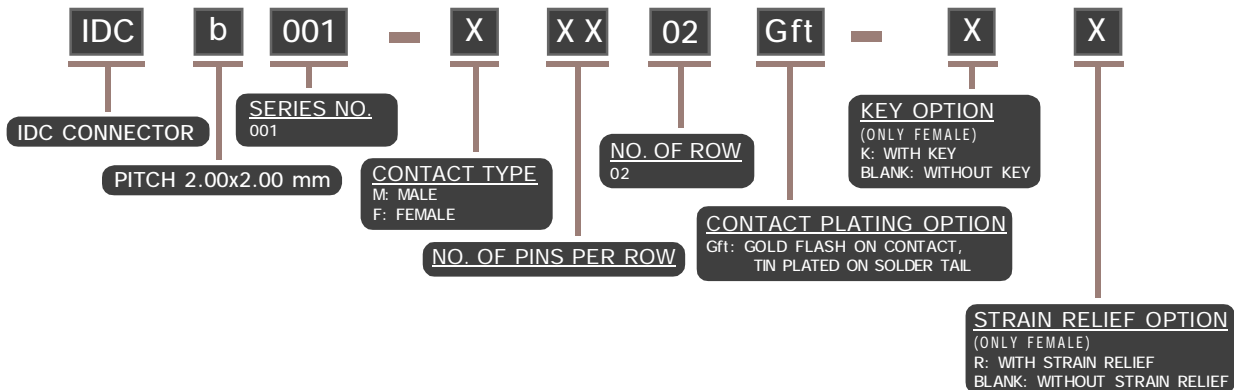 IDC b 001 - X XX 02 Gft - X X
IDC CONNECTOR
PITCH 2.00x2.00 mm
SERIES NO.
001
CONTACT TYPE
M: MALE
F: FEMALE
NO. OF PINS PER ROW
NO. OF ROW
02
CONTACT PLATING OPTION
Gft: GOLD FLASH ON CONTACT,
TIN PLATED ON SOLDER TAIL
KEY OPTION
(ONLY FEMALE)
K: WITH KEY
BLANK: WITHOUT KEY
STRAIN RELIEF OPTION
(ONLY FEMALE)
R: WITH STRAIN RELIEF
BLANK: WITHOUT STRAIN RELIEF